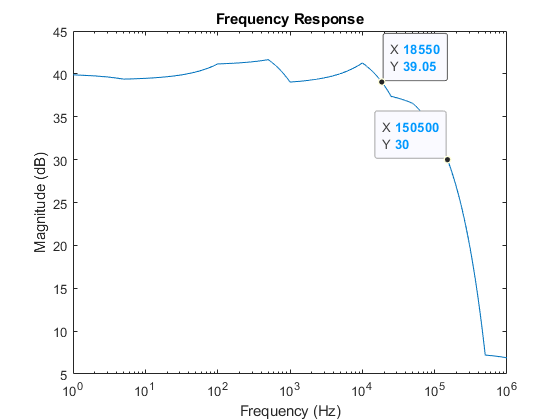 Frequency Response
45
40
35
30
25
20
15
10
5
Magnitude (dB)
X 18550
Y 39.05
X 150500
Y 30
10^0
10^1
10^2
10^3
10^4
10^5
10^6
Frequency (Hz)